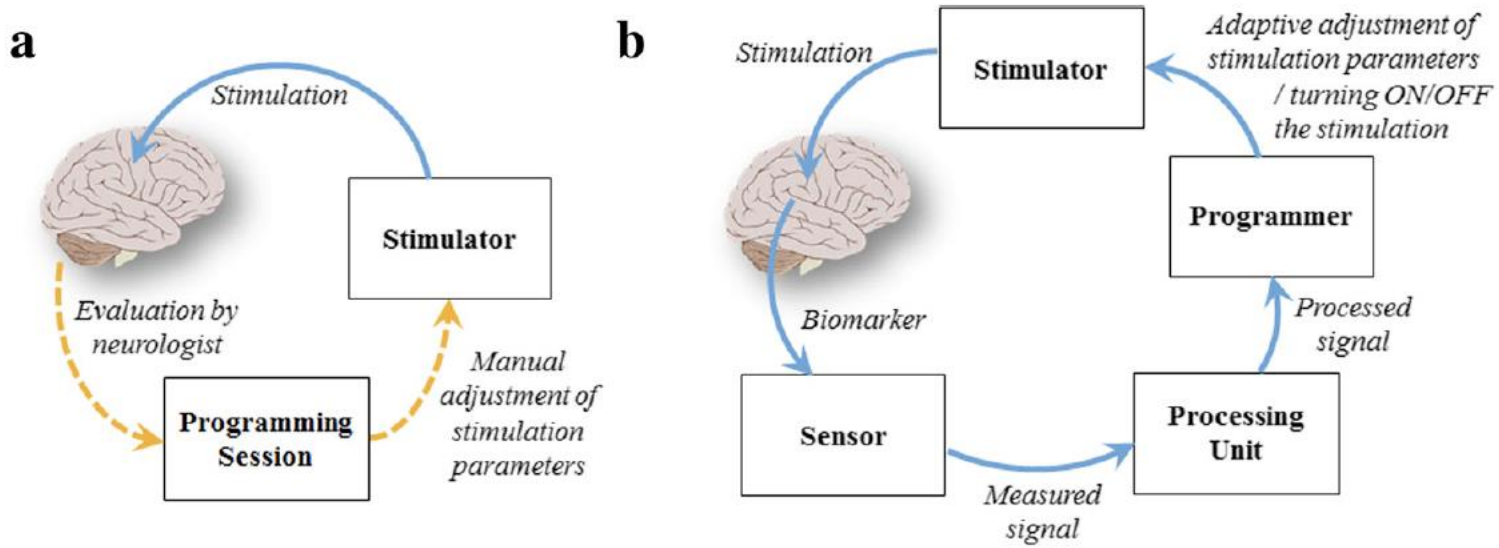 a
Stimulation
Stimulator
Evaluation by
neurologist
Programming
Session
Manual
adjustment of
stimulation
parameters
b
Stimulation
Stimulator
Adaptive adjustment of
stimulation parameters
/ turning ON/OFF
the stimulation
Programmer
Processed
signal
Biomarker
Sensor
Processing
Unit
Measured
signal